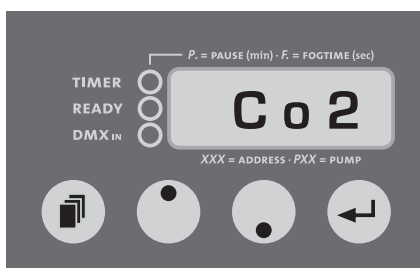 P. = PAUSE (min) · F. = FOGTIME (sec)
TIMER
READY
DMX IN
Co2
XXX = ADDRESS · PXX = PUMP